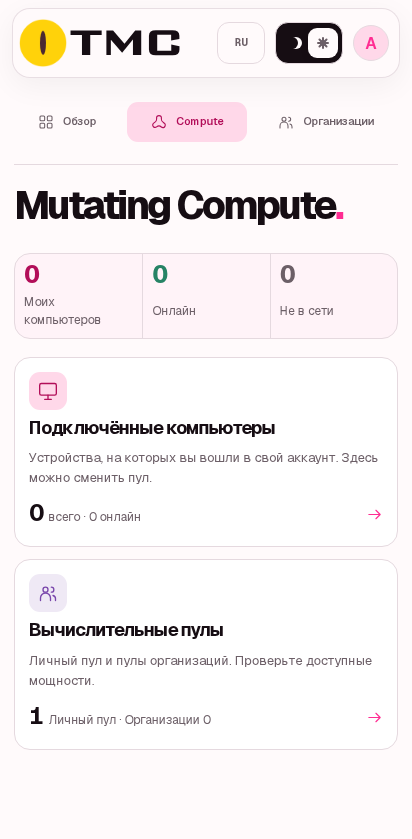 TMC
RU
A
Обзор
Compute
Организации
Mutating Compute.
0
Моих
компьютеров
0
Онлайн
0
Не в сети
Подключённые компьютеры
Устройства, на которых вы вошли в свой аккаунт. Здесь
можно сменить пул.
0 всего · 0 онлайн
Вычислительные пулы
Личный пул и пулы организаций. Проверьте доступные
мощности.
1 Личный пул · Организации 0